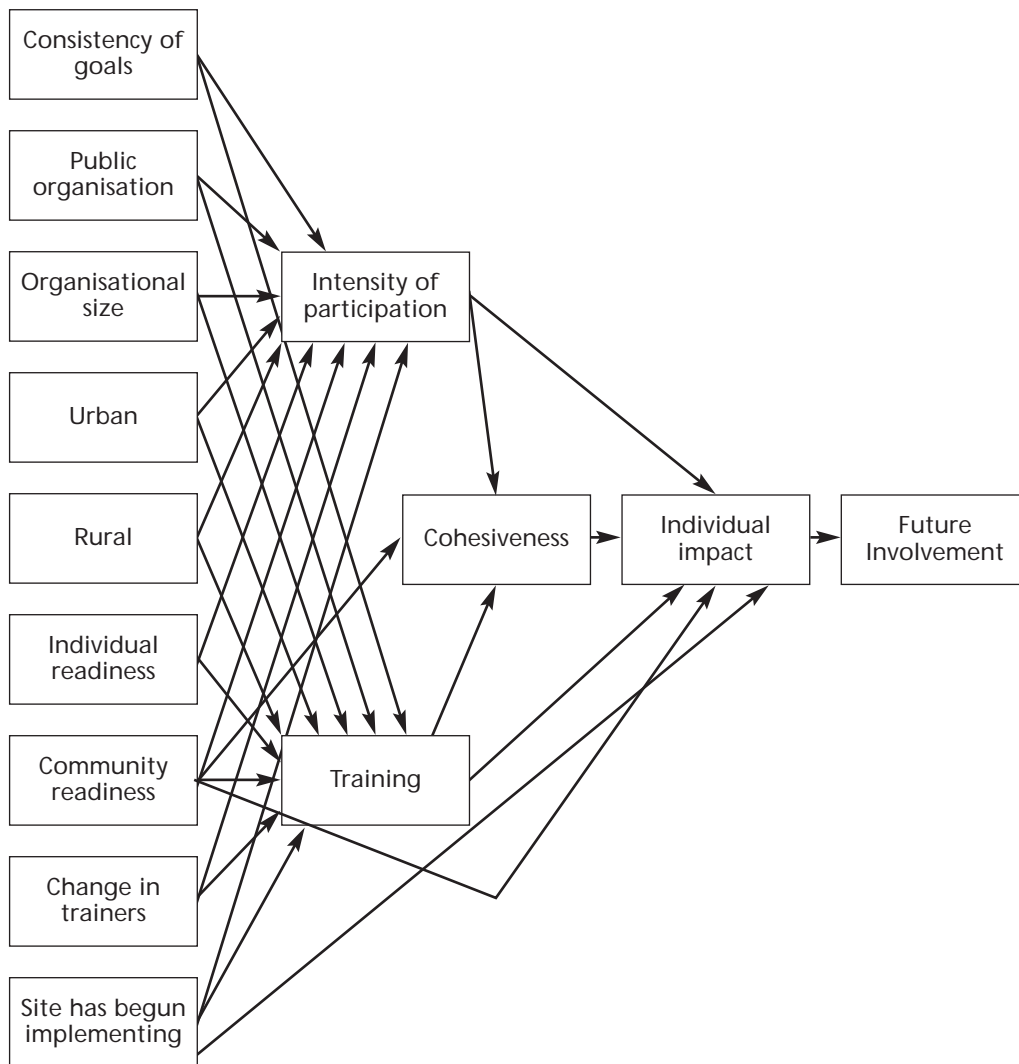 Consistency of
goals
Public
organisation
Organisational
size
Urban
Rural
Individual
readiness
Community
readiness
Change in
trainers
Site has begun
implementing
Intensity of
participation
Training
Cohesiveness
Individual
impact
Future
Involvement